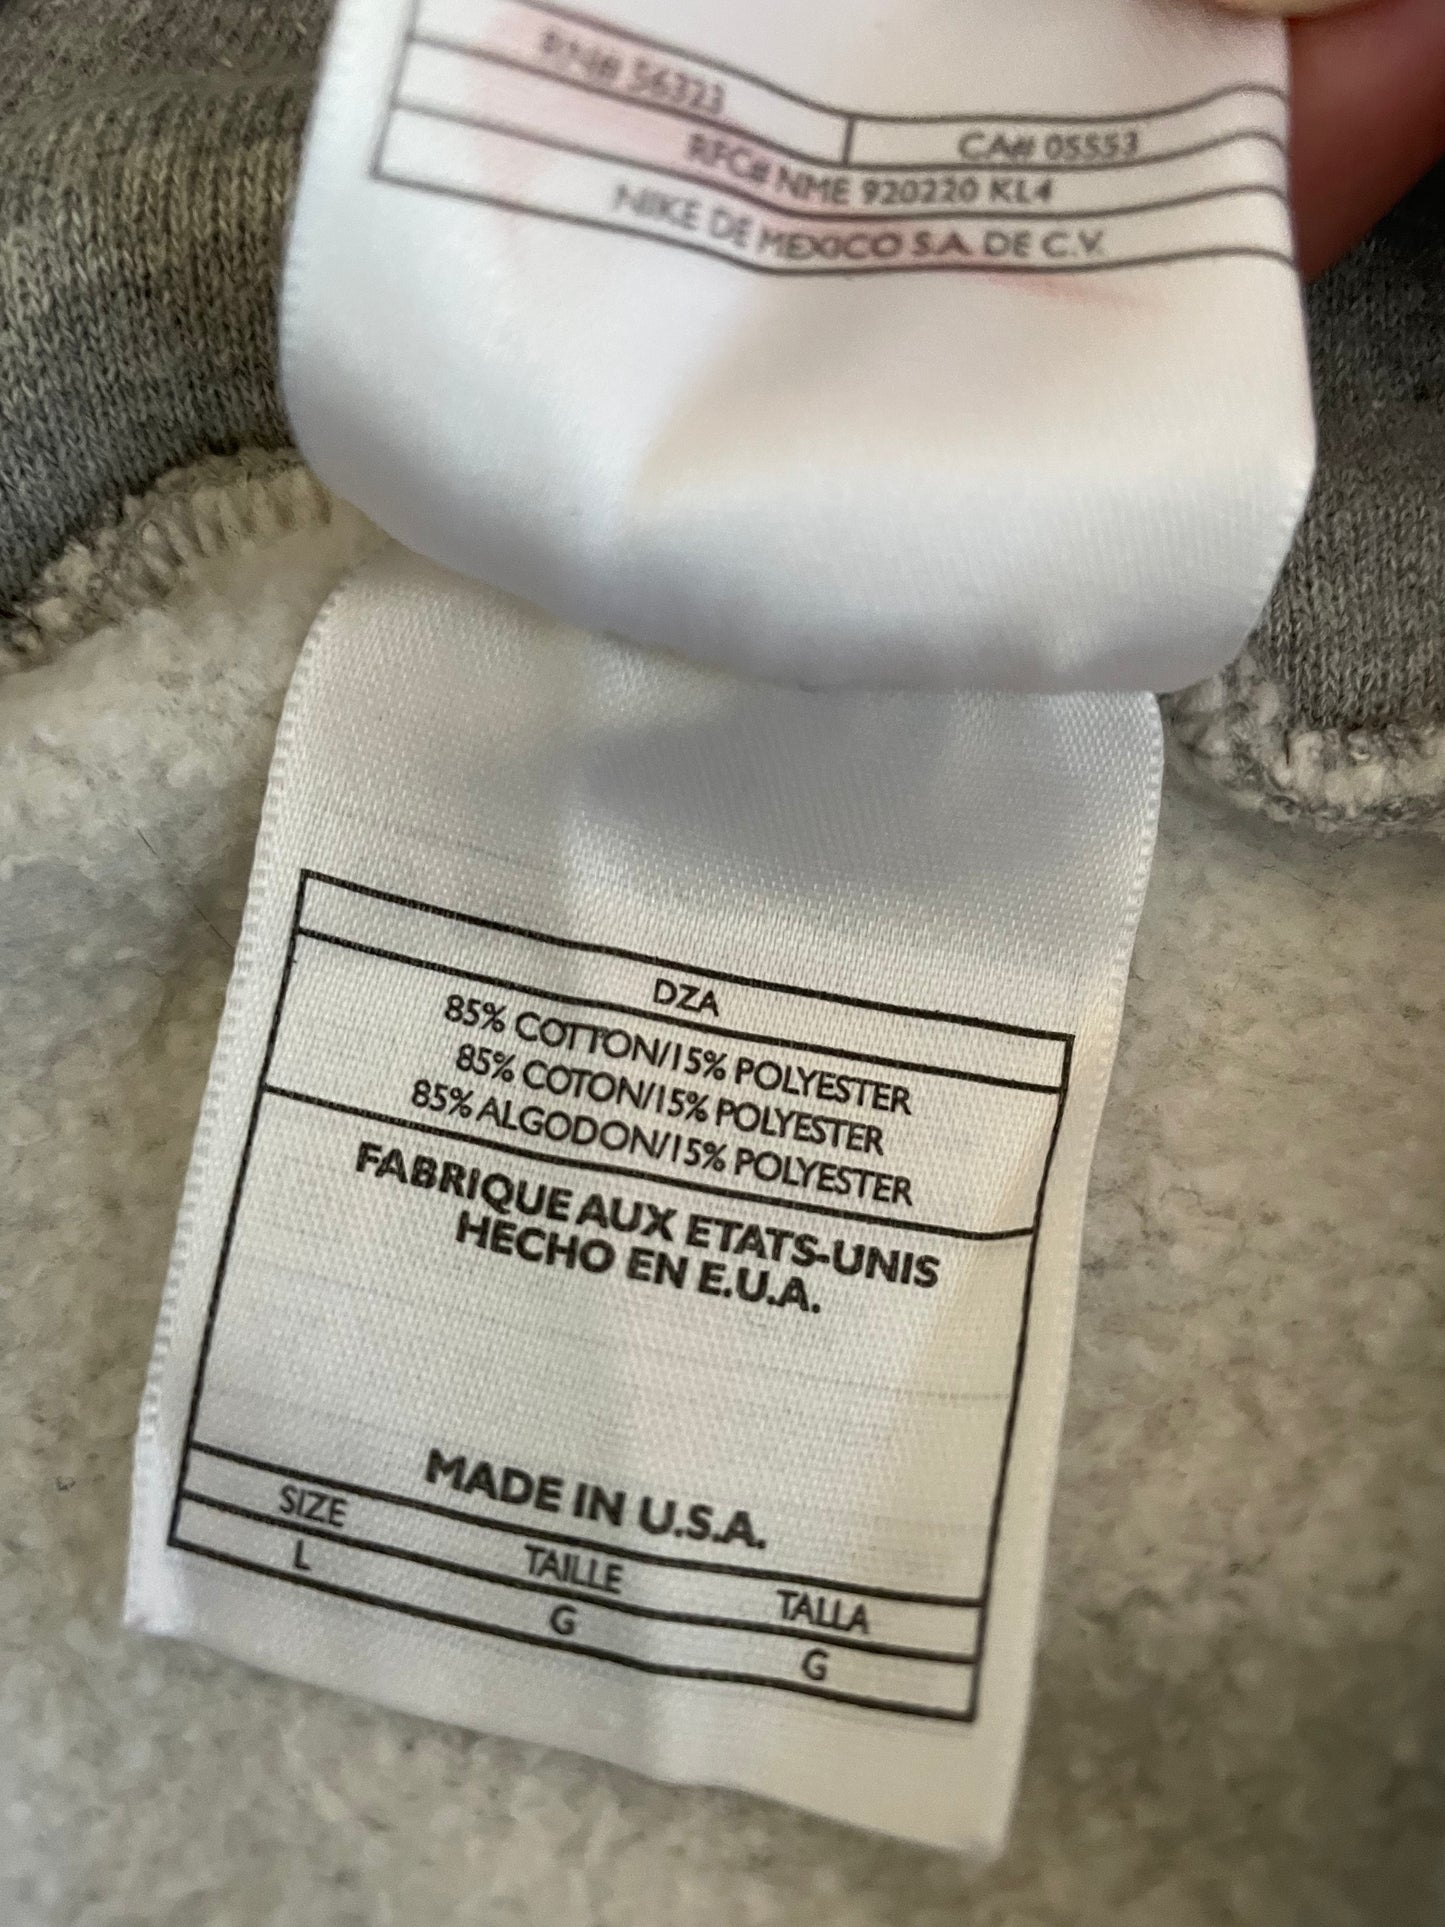 RN# 56323
CA# 05553
RFC# NME 920220 KL4
NIKE DE MEXICO S.A. DE C.V.
DZA
85% COTTON/15% POLYESTER
85% COTON/15% POLYESTER
85% ALGODON/15% POLYESTER
FABRIQUE AUX ETATS-UNIS
HECHO EN E.U.A.
MADE IN U.S.A.
SIZE TAILLE TALLA
L G G